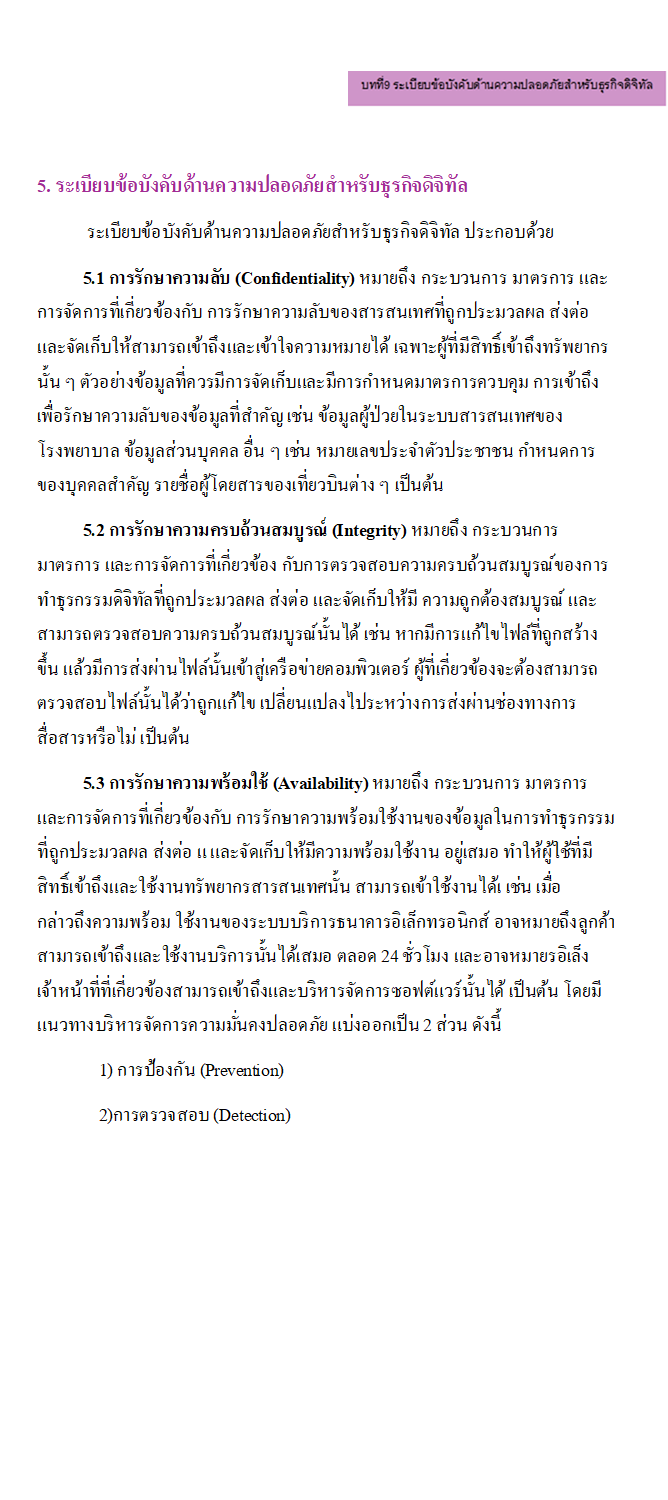 บทที่9 ระเบียบข้อบังคับด้านความปลอดภัยสำหรับธุรกิจดิจิทัล
5. ระเบียบข้อบังคับด้านความปลอดภัยสำหรับธุรกิจดิจิทัล
ระเบียบข้อบังคับด้านความปลอดภัยสำหรับธุรกิจดิจิทัล ประกอบด้วย
5.1 การรักษาความลับ (Confidentiality) หมายถึง กระบวนการ มาตรการ และ
การจัดการที่เกี่ยวข้องกับ การรักษาความลับของสารสนเทศที่ถูกประมวลผล ส่งต่อ
และจัดเก็บให้สามารถเข้าถึงและเข้าใจความหมายได้ เฉพาะผู้ที่มีสิทธิ์เข้าถึงทรัพยากร
นั้น ๆ ตัวอย่างข้อมูลที่ควรมีการจัดเก็บและมีการกำหนดมาตรการควบคุม การเข้าถึง
เพื่อรักษาความลับของข้อมูลที่สำคัญ เช่น ข้อมูลผู้ป่วยในระบบสารสนเทศของ
โรงพยาบาล ข้อมูลส่วนบุคคล อื่น ๆ เช่น หมายเลขประจำตัวประชาชน กำหนดการ
ของบุคคลสำคัญ รายชื่อผู้โดยสารของเที่ยวบินต่าง ๆ เป็นต้น
5.2 การรักษาความครบถ้วนสมบูรณ์ (Integrity) หมายถึง กระบวนการ
มาตรการ และการจัดการที่เกี่ยวข้อง กับการตรวจสอบความครบถ้วนสมบูรณ์ของการ
ทำธุรกรรมดิจิทัลที่ถูกประมวลผล ส่งต่อ และจัดเก็บให้มี ความถูกต้องสมบูรณ์ และ
สามารถตรวจสอบความครบถ้วนสมบูรณ์นั้นได้ เช่น หากมีการแก้ไขไฟล์ที่ถูกสร้าง
ขึ้น แล้วมีการส่งผ่านไฟล์นั้นเข้าสู่เครือข่ายคอมพิวเตอร์ ผู้ที่เกี่ยวข้องจะต้องสามารถ
ตรวจสอบไฟล์นั้นได้ว่าถูกแก้ไข เปลี่ยนแปลงไประหว่างการส่งผ่านช่องทางการ
สื่อสารหรือไม่ เป็นต้น
5.3 การรักษาความพร้อมใช้ (Availability) หมายถึง กระบวนการ มาตรการ
และการจัดการที่เกี่ยวข้องกับ การรักษาความพร้อมใช้งานของข้อมูลในการทำธุรกรรม
ที่ถูกประมวลผล ส่งต่อ แ และจัดเก็บให้มีความพร้อมใช้งาน อยู่เสมอ ทำให้ผู้ใช้ที่มี
สิทธิ์เข้าถึงและใช้งานทรัพยากรสารสนเทศนั้น สามารถเข้าใช้งานได้เ เช่น เมื่อ
กล่าวถึงความพร้อม ใช้งานของระบบบริการธนาคารอิเล็กทรอนิกส์ อาจหมายถึงลูกค้า
สามารถเข้าถึงและใช้งานบริการนั้นได้เสมอ ตลอด 24 ชั่วโมง และอาจหมายรอิเล็ง
เจ้าหน้าที่ที่เกี่ยวข้องสามารถเข้าถึงและบริหารจัดการซอฟต์แวร์นั้นได้ เป็นต้น โดยมี
แนวทางบริหารจัดการความมั่นคงปลอดภัย แบ่งออกเป็น 2 ส่วน ดังนี้
1) การป้องกัน (Prevention)
2)การตรวจสอบ (Detection)